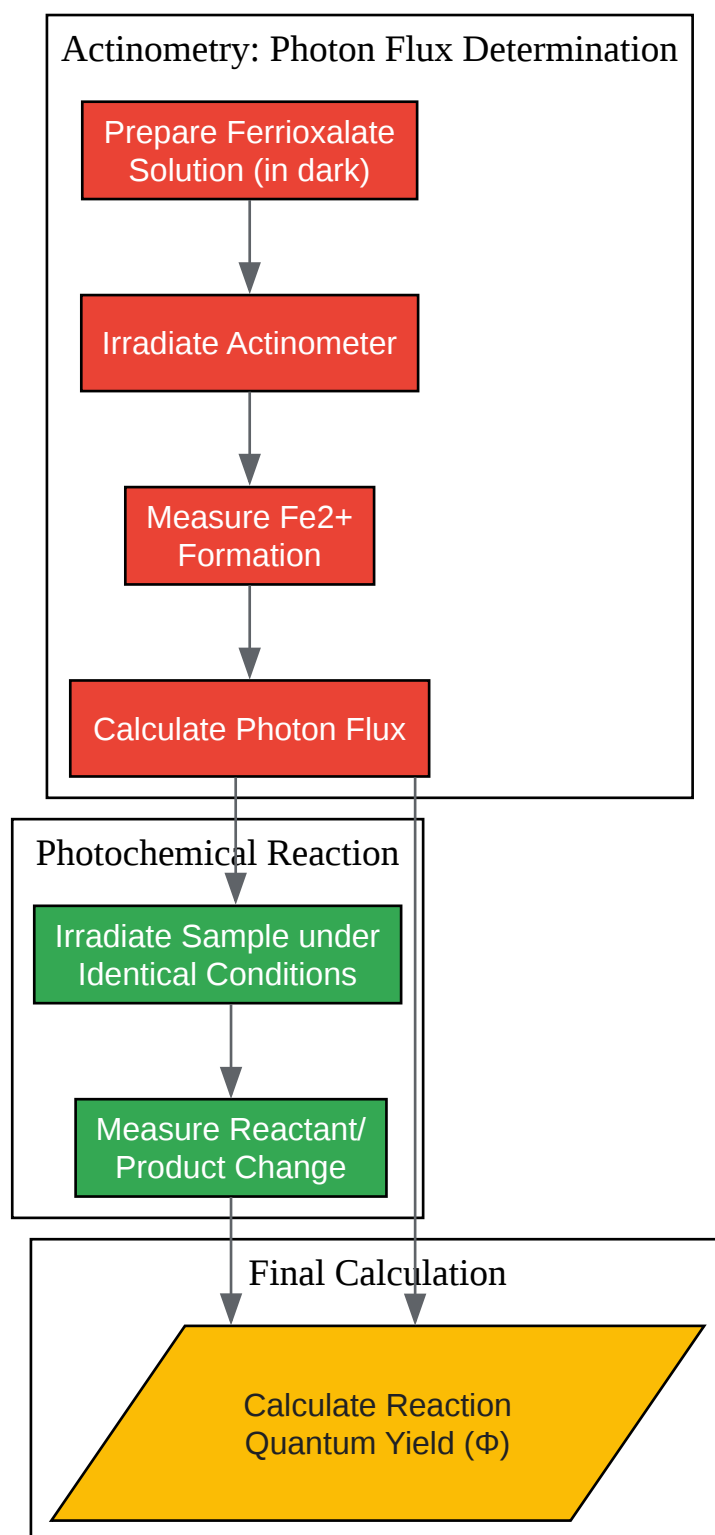 Actinometry: Photon Flux Determination
Prepare Ferrioxalate
Solution (in dark)
Irradiate Actinometer
Measure Fe2+
Formation
Calculate Photon Flux
Photochemical Reaction
Irradiate Sample under
Identical Conditions
Measure Reactant/
Product Change
Final Calculation
Calculate Reaction
Quantum Yield (Φ)